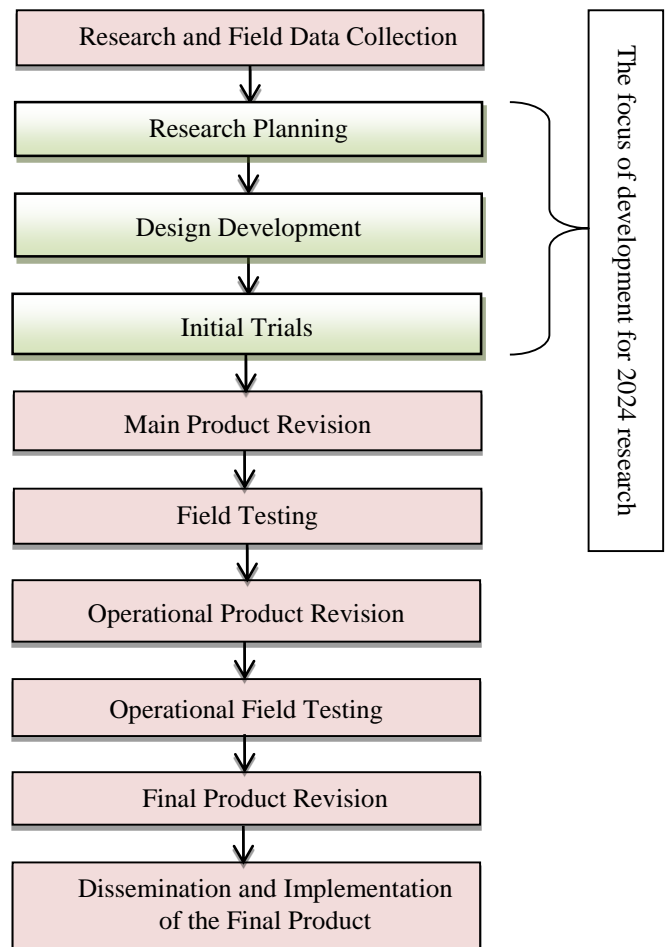 Research and Field Data Collection
Research Planning
Design Development
Initial Trials
Main Product Revision
Field Testing
Operational Product Revision
Operational Field Testing
Final Product Revision
Dissemination and Implementation
of the Final Product
The focus of development for 2024 research